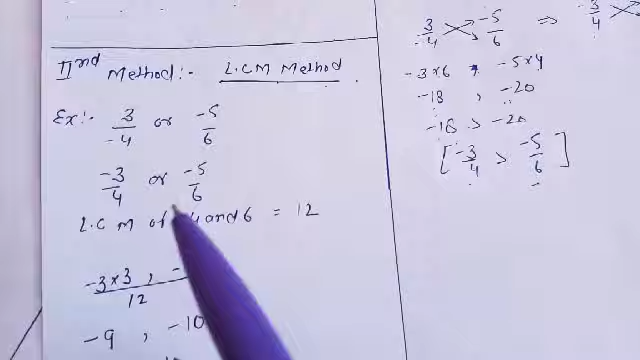 IInd Method:- L.C.M Method
Ex:- 3/-4 or -5/6
-3/4 or -5/6
L.C M of 4 and 6 = 12
-3×3 , -
12
-9 , -10
3/-4 -5/6 ⇒ -3/4
-3×6 , -5×4
-18 , -20
-18 > -20
[-3/4 > -5/6]